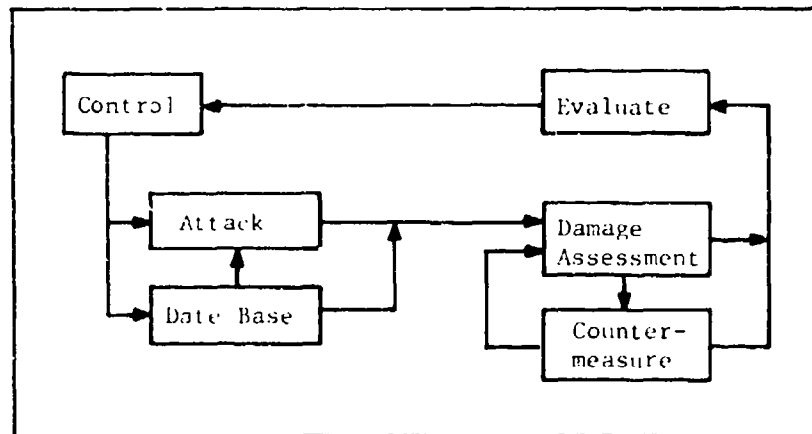 Control
Evaluate
Attack
Damage
Assessment
Date Base
Counter-
measure